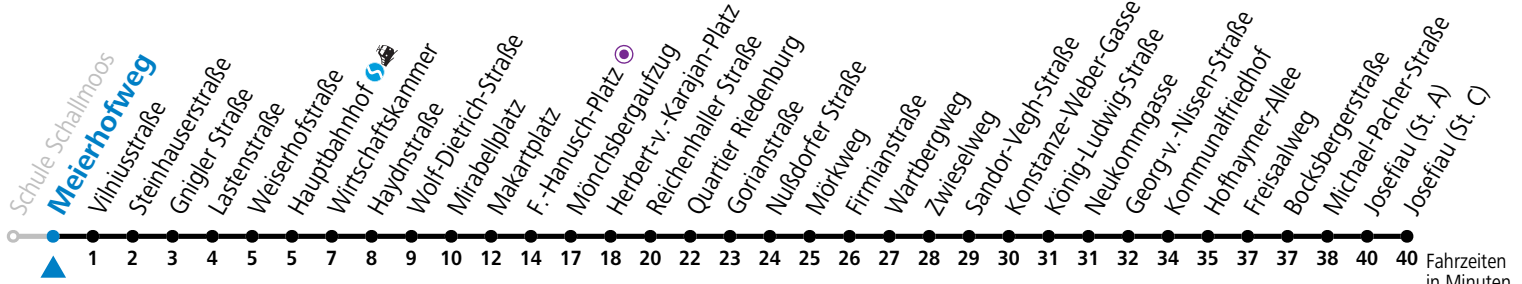 Schule Schallmoos
Meierhofweg
Vilniusstraße
Steinhauserstraße
Gnigler Straße
Lastenstraße
Weiserhofstraße
Hauptbahnhof
Wirtschaftskammer
Haydnstraße
Wolf-Dietrich-Straße
Mirabellplatz
Makartplatz
F.-Hanusch-Platz
Mönchsbergaufzug
Herbert-v.-Karajan-Platz
Reichenhaller Straße
Quartier Riedenburg
Gorianstraße
Nußdorfer Straße
Mörkweg
Firmianstraße
Wartbergweg
Zwieselweg
Sandor-Vegh-Straße
Konstanze-Weber-Gasse
König-Ludwig-Straße
Neukommgasse
Georg-v.-Nissen-Straße
Kommunalfriedhof
Hofhaymer-Allee
Freisaalweg
Bocksbergerstraße
Michael-Pacher-Straße
Josefiau (St. A)
Josefiau (St. C)
1 2 3 4 5 5 7 8 9 10 12 14 17 18 20 22 23 24 25 26 27 28 29 30 31 31 32 34 35 37 37 38 40 40
Fahrzeiten
in Minuten